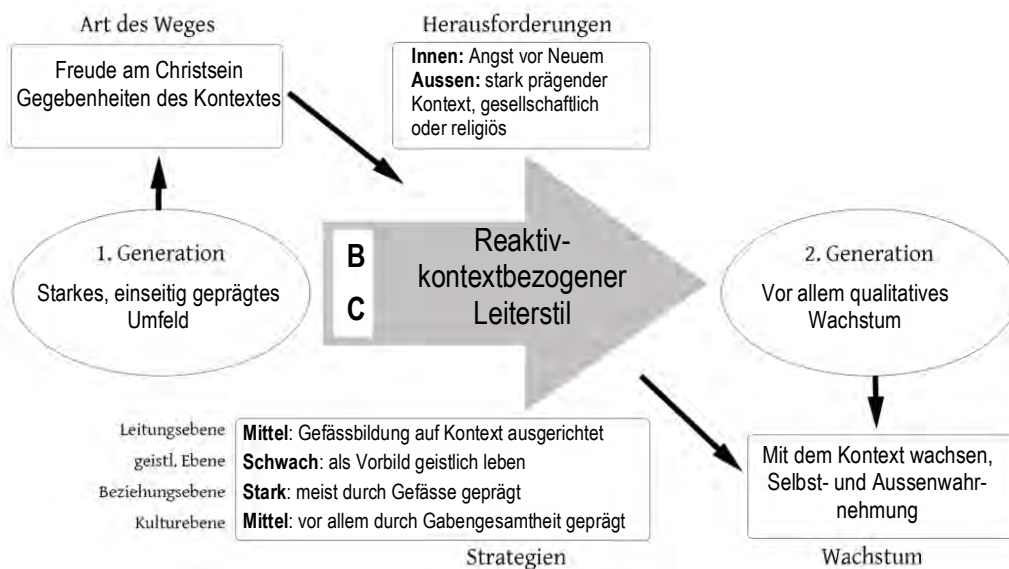 Art des Weges
Freude am Christsein
Gegebenheiten des Kontextes
Herausforderungen
Innen: Angst vor Neuem
Aussen: stark prägender
Kontext, gesellschaftlich
oder religiös
1. Generation
Starkes, einseitig geprägtes
Umfeld
B
C
Reaktiv-
kontextbezogener
Leiterstil
2. Generation
Vor allem qualitatives
Wachstum
Leitungsebene Mittel: Gefässbildung auf Kontext ausgerichtet
geistl. Ebene Schwach: als Vorbild geistlich leben
Beziehungsebene Stark: meist durch Gefässe geprägt
Kulturebene Mittel: vor allem durch Gabengesamtheit geprägt
Strategien
Mit dem Kontext wachsen,
Selbst- und Aussenwahr-
nehmung
Wachstum